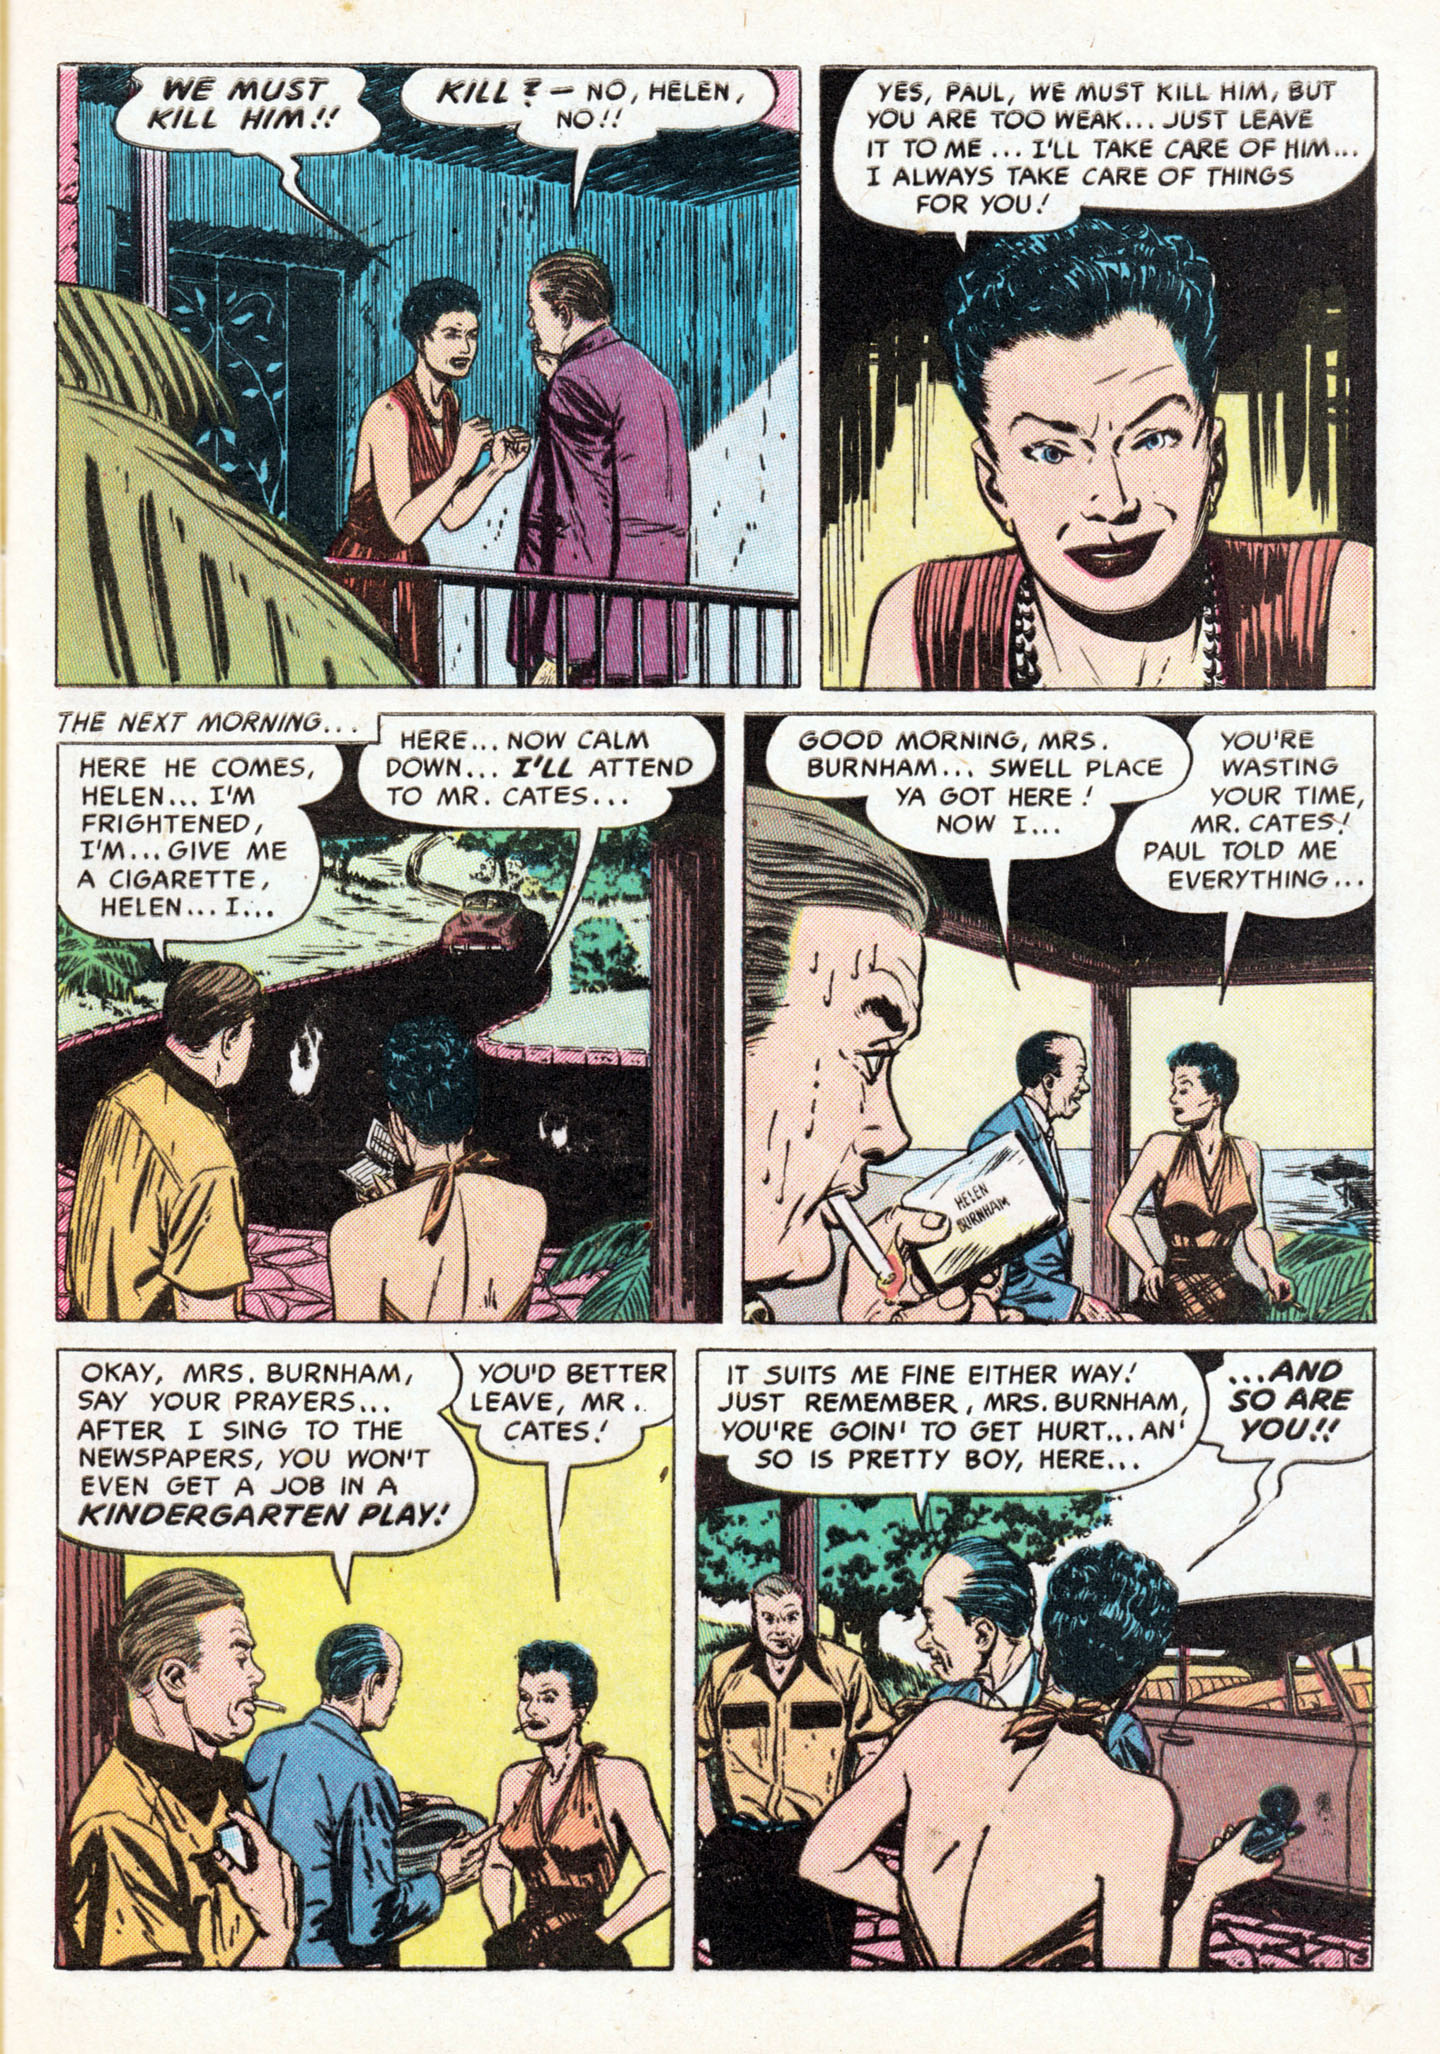 WE MUST
KILL HIM!!
KILL? — NO, HELEN,
NO!!
YES, PAUL, WE MUST KILL HIM, BUT
YOU ARE TOO WEAK... JUST LEAVE
IT TO ME... I'LL TAKE CARE OF HIM...
I ALWAYS TAKE CARE OF THINGS
FOR YOU!
THE NEXT MORNING...
HERE HE COMES,
HELEN... I'M
FRIGHTENED,
I'M... GIVE ME
A CIGARETTE,
HELEN... I...
HERE... NOW CALM
DOWN... I'LL ATTEND
TO MR. CATES...
GOOD MORNING, MRS.
BURNHAM... SWELL PLACE
YA GOT HERE!
NOW I...
YOU'RE
WASTING
YOUR TIME,
MR. CATES!
PAUL TOLD ME
EVERYTHING...
HELEN
BURNHAM
OKAY, MRS. BURNHAM,
SAY YOUR PRAYERS...
AFTER I SING TO THE
NEWSPAPERS, YOU WON'T
EVEN GET A JOB IN A
KINDERGARTEN PLAY!
YOU'D BETTER
LEAVE, MR.
CATES!
IT SUITS ME FINE EITHER WAY!
JUST REMEMBER, MRS. BURNHAM,
YOU'RE GOIN' TO GET HURT... AN'
SO IS PRETTY BOY, HERE...
...AND
SO ARE
YOU!!